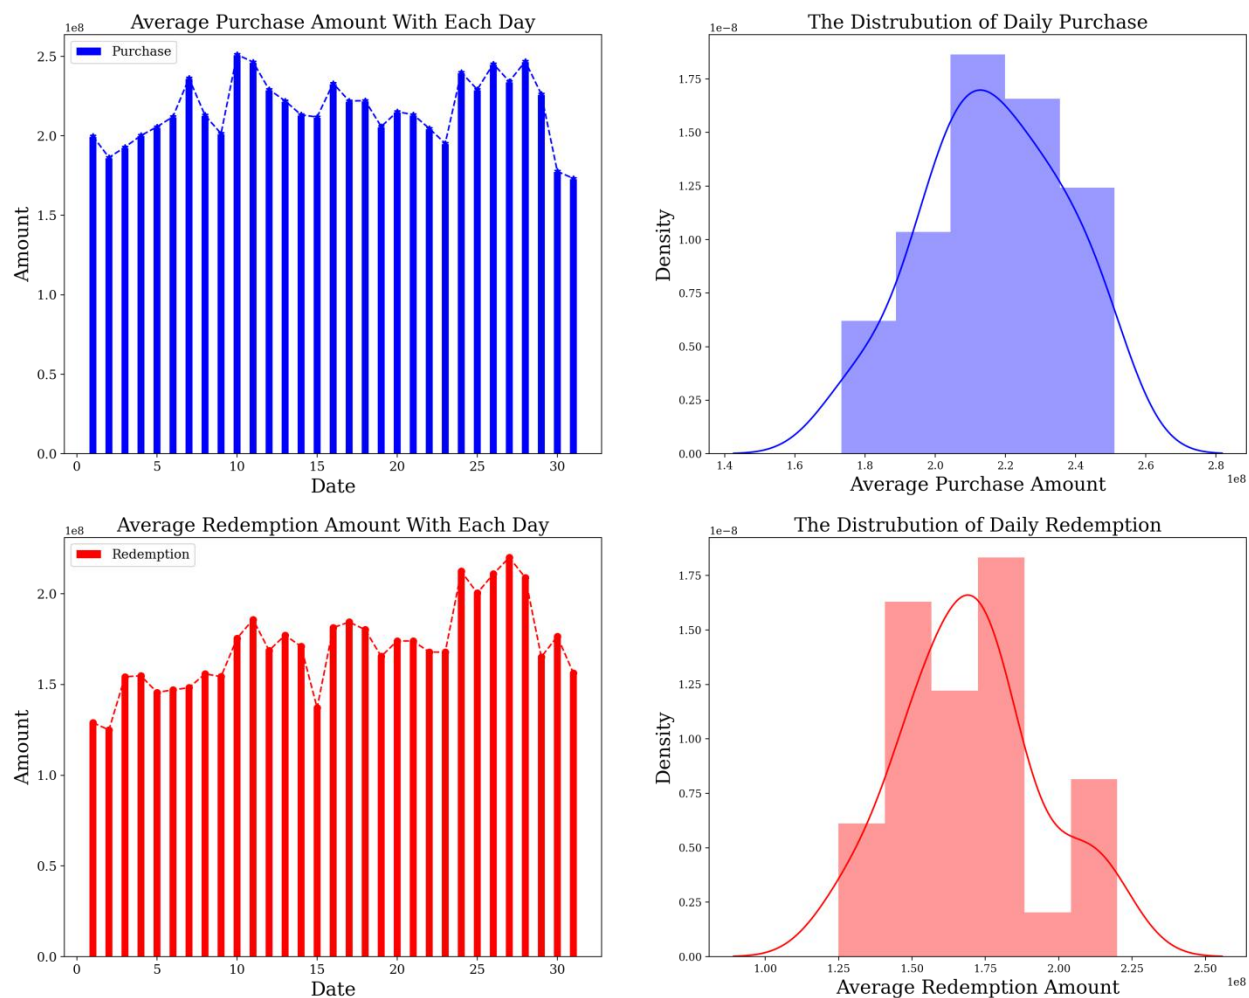 Average Purchase Amount With Each Day
1e8
Purchase
2.5
2.0
1.5
1.0
0.5
0.0
Amount
0 5 10 15 20 25 30
Date
The Distrubution of Daily Purchase
1e−8
1.75
1.50
1.25
1.00
0.75
0.50
0.25
0.00
Density
1.4 1.6 1.8 2.0 2.2 2.4 2.6 2.8
1e8
Average Purchase Amount
Average Redemption Amount With Each Day
1e8
Redemption
2.0
1.5
1.0
0.5
0.0
Amount
0 5 10 15 20 25 30
Date
The Distrubution of Daily Redemption
1e−8
1.75
1.50
1.25
1.00
0.75
0.50
0.25
0.00
Density
1.00 1.25 1.50 1.75 2.00 2.25 2.50
1e8
Average Redemption Amount